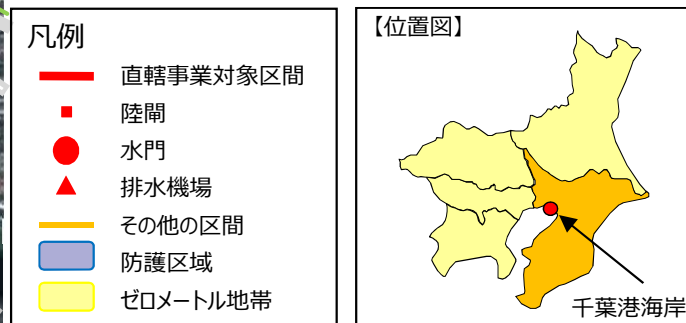 凡例
直轄事業対象区間
陸閘
水門
排水機場
その他の区間
防護区域
ゼロメートル地帯
【位置図】
千葉港海岸